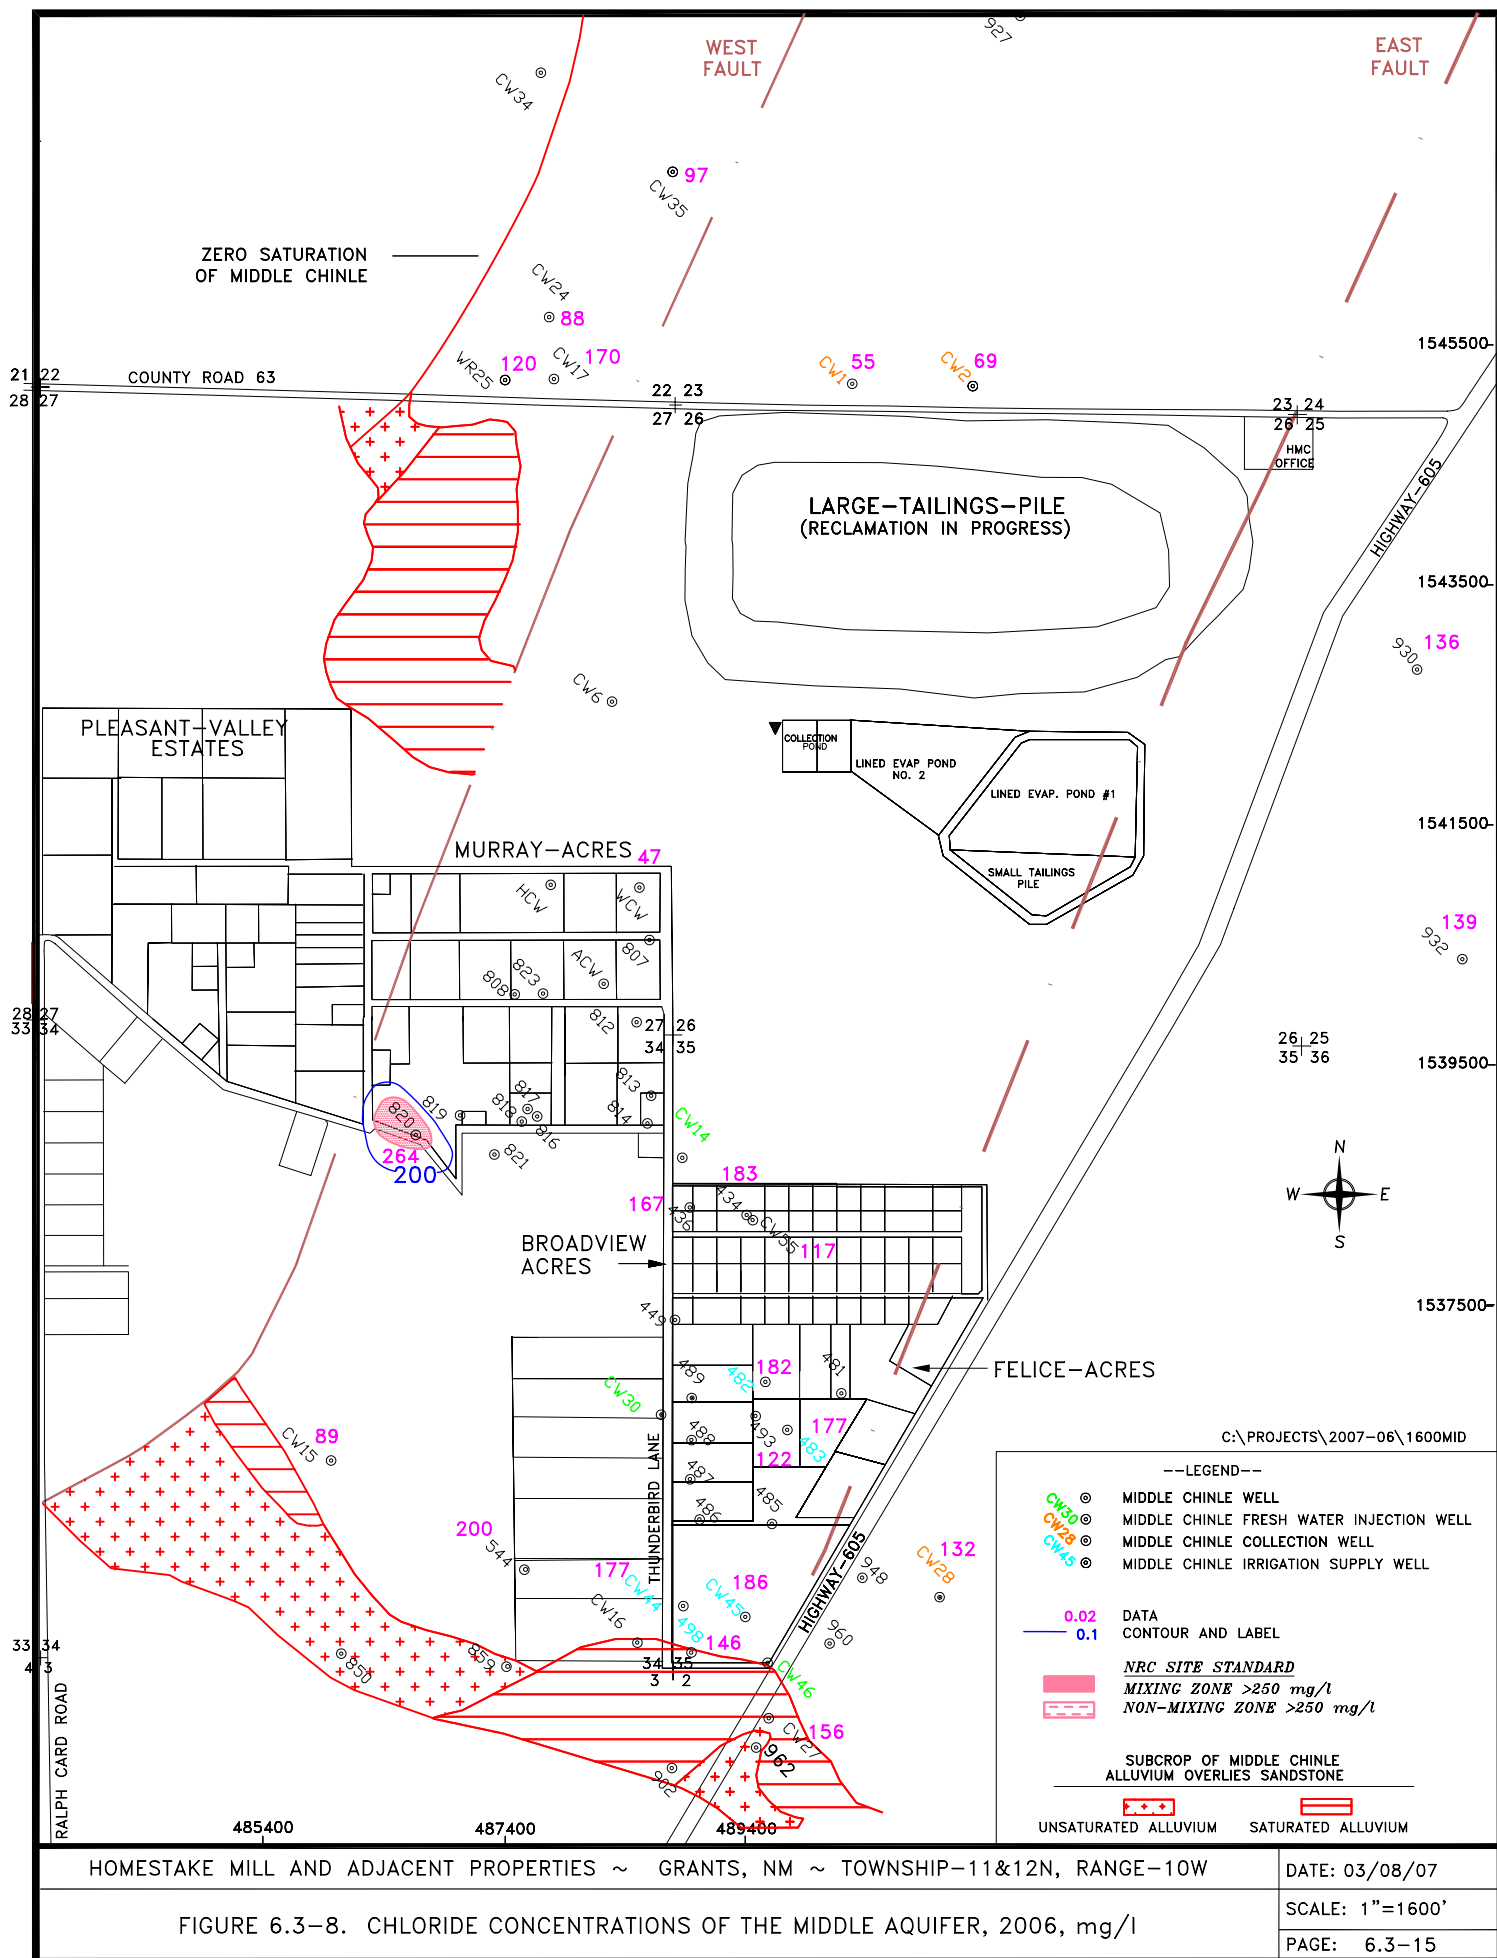 927
WEST
FAULT
EAST
FAULT
CW34
97
CW35
ZERO SATURATION
OF MIDDLE CHINLE
CW24
88
1545500
WR25
120
CW17
170
CW1
55
CW2
69
21 22
28 27
COUNTY ROAD 63
22 23
27 26
23 24
26 25
HMC
OFFICE
LARGE-TAILINGS-PILE
(RECLAMATION IN PROGRESS)
HIGHWAY-605
1543500
930
136
CW6
PLEASANT-VALLEY
ESTATES
COLLECTION
POND
LINED EVAP POND
NO. 2
LINED EVAP. POND #1
SMALL TAILINGS
PILE
1541500
MURRAY-ACRES
47
HCW
WCW
807
ACW
823
808
812
932
139
28 27
33 34
27 26
34 35
26 25
35 36
1539500
813
814
817
818
816
819
820
821
264
200
CW14
183
167
436
434
CW55
117
BROADVIEW
ACRES
N
W
E
S
1537500
449
489
482
182
481
FELICE-ACRES
CW30
488
493
177
483
122
487
486
485
CW15
89
THUNDERBIRD LANE
C:\PROJECTS\2007-06\1600MID
--LEGEND--
CW30
MIDDLE CHINLE WELL
CW28
MIDDLE CHINLE FRESH WATER INJECTION WELL
CW45
MIDDLE CHINLE COLLECTION WELL
MIDDLE CHINLE IRRIGATION SUPPLY WELL
0.02 DATA
0.1 CONTOUR AND LABEL
NRC SITE STANDARD
MIXING ZONE >250 mg/l
NON-MIXING ZONE >250 mg/l
SUBCROP OF MIDDLE CHINLE
ALLUVIUM OVERLIES SANDSTONE
UNSATURATED ALLUVIUM
SATURATED ALLUVIUM
200
544
177
CW44
CW16
CW45
186
498
146
HIGHWAY-605
948
132
CW28
960
CW46
33 34
4 3
34 35
3 2
850
859
CW27
156
962
902
RALPH CARD ROAD
485400
487400
489400
HOMESTAKE MILL AND ADJACENT PROPERTIES ~ GRANTS, NM ~ TOWNSHIP-11&12N, RANGE-10W
DATE: 03/08/07
FIGURE 6.3-8. CHLORIDE CONCENTRATIONS OF THE MIDDLE AQUIFER, 2006, mg/l
SCALE: 1"=1600'
PAGE: 6.3-15